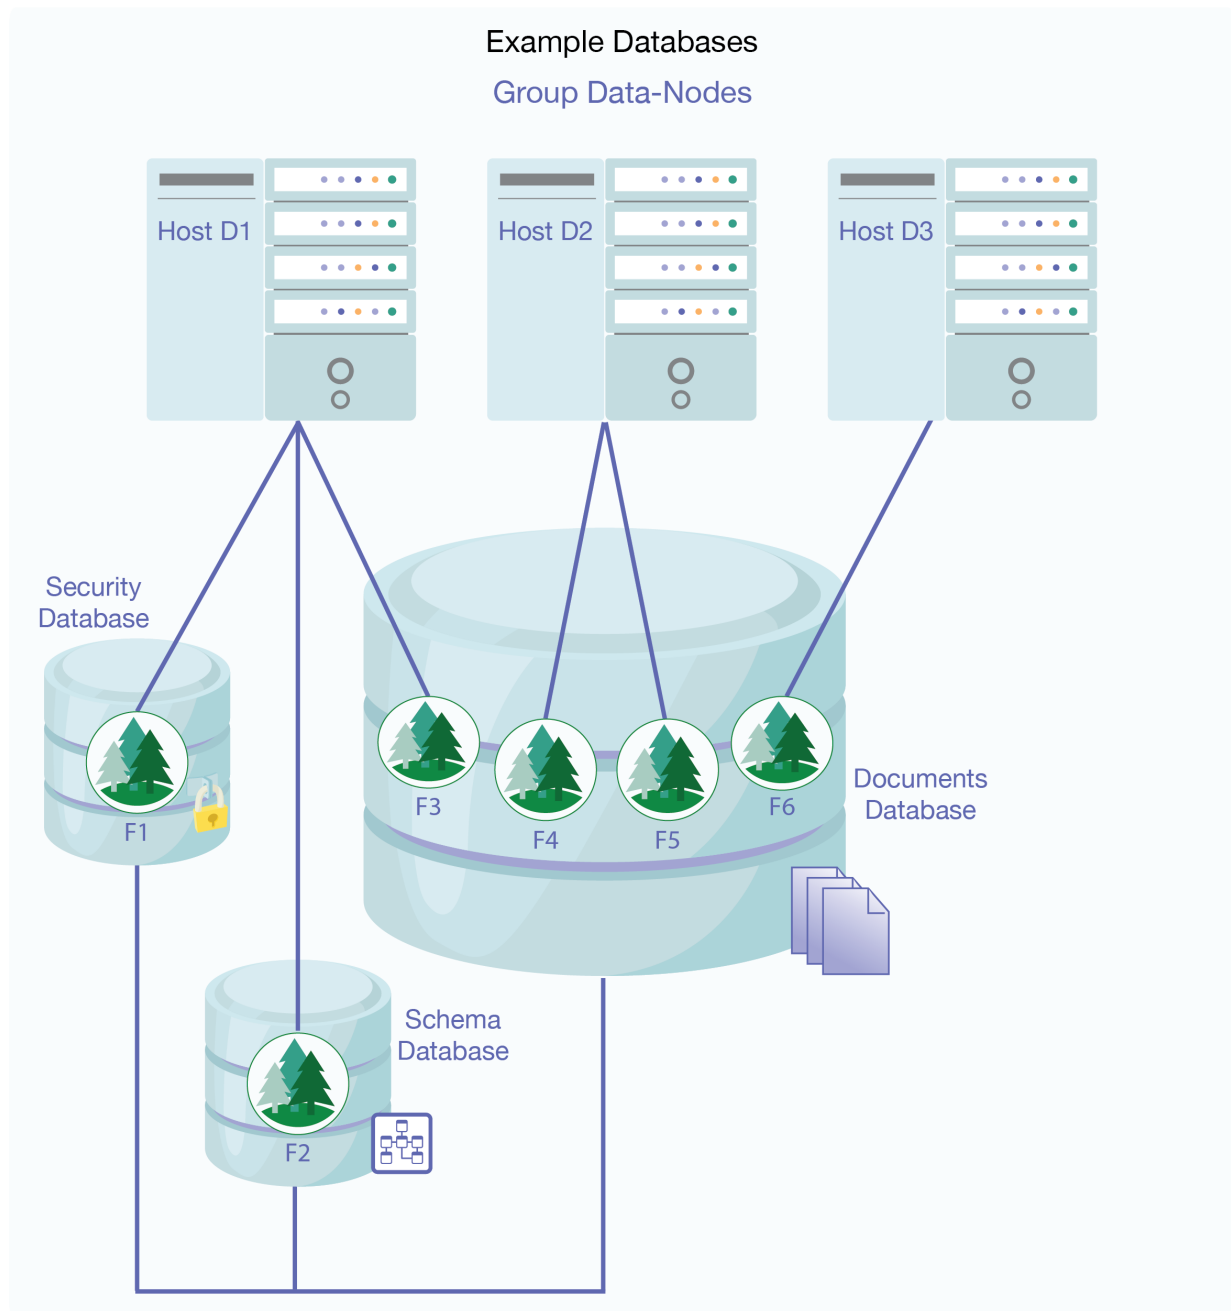 Example Databases
Group Data-Nodes
Host D1
Host D2
Host D3
Security
Database
F3
F6
Documents
Database
F1
F4
F5
Schema
Database
F2